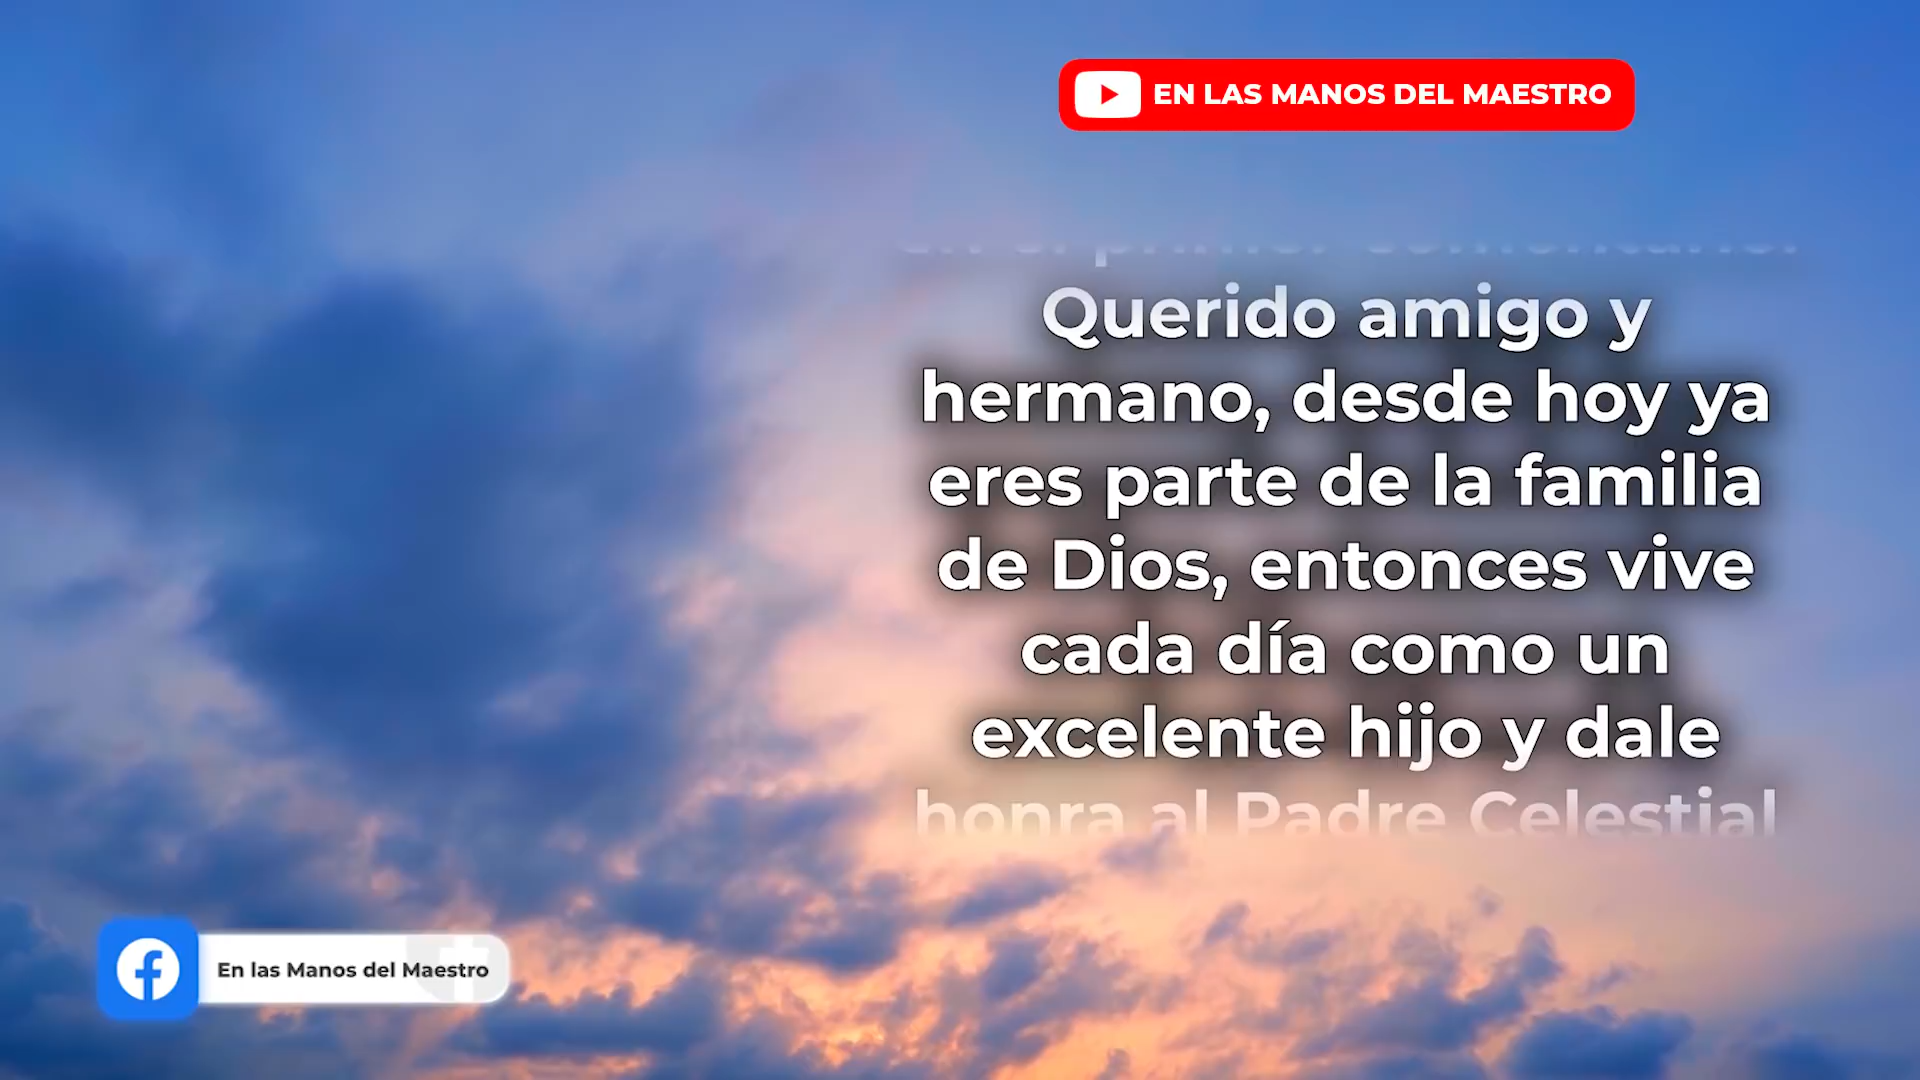 EN LAS MANOS DEL MAESTRO
Querido amigo y
hermano, desde hoy ya
eres parte de la familia
de Dios, entonces vive
cada día como un
excelente hijo y dale
honra al Padre Celestial
En las Manos del Maestro